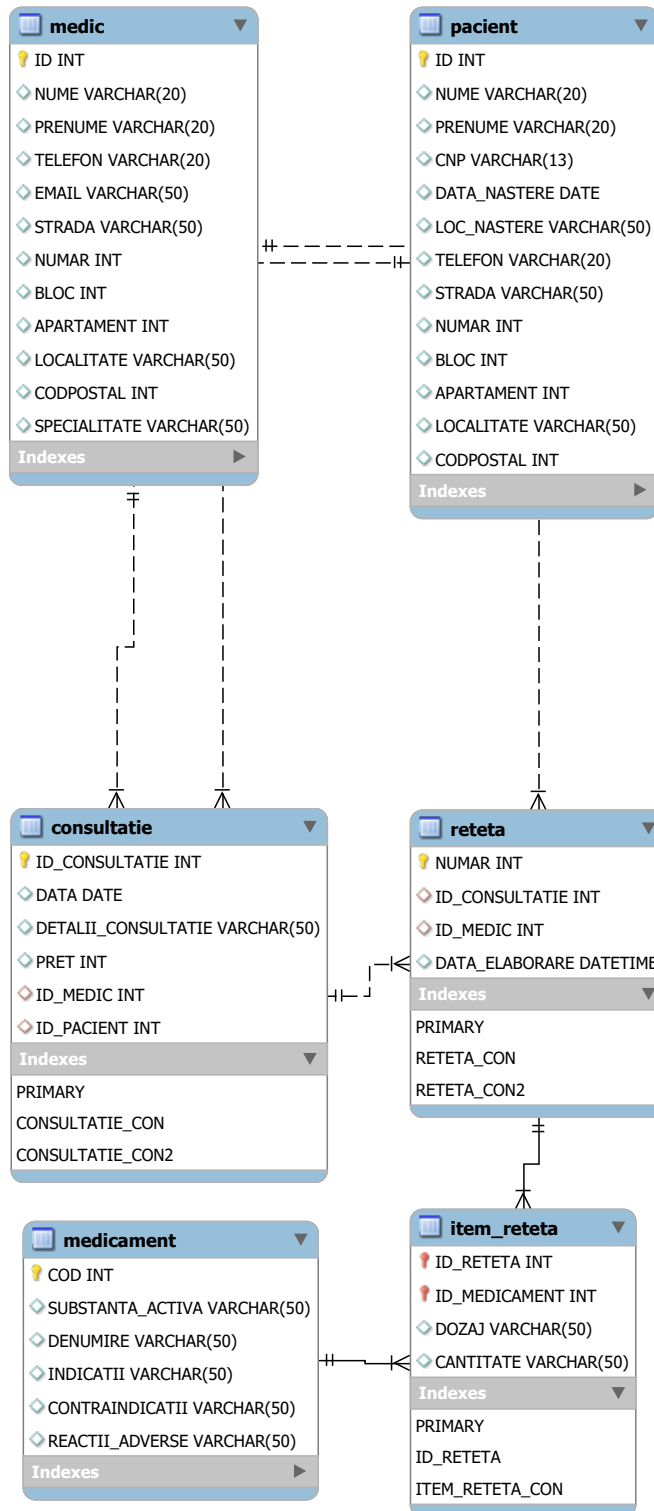 medic
ID INT
NUME VARCHAR(20)
PRENUME VARCHAR(20)
TELEFON VARCHAR(20)
EMAIL VARCHAR(50)
STRADA VARCHAR(50)
NUMAR INT
BLOC INT
APARTAMENT INT
LOCALITATE VARCHAR(50)
CODPOSTAL INT
SPECIALITATE VARCHAR(50)
Indexes
pacient
ID INT
NUME VARCHAR(20)
PRENUME VARCHAR(20)
CNP VARCHAR(13)
DATA_NASTERE DATE
LOC_NASTERE VARCHAR(50)
TELEFON VARCHAR(20)
STRADA VARCHAR(50)
NUMAR INT
BLOC INT
APARTAMENT INT
LOCALITATE VARCHAR(50)
CODPOSTAL INT
Indexes
consultatie
ID_CONSULTATIE INT
DATA DATE
DETALII_CONSULTATIE VARCHAR(50)
PRET INT
ID_MEDIC INT
ID_PACIENT INT
Indexes
PRIMARY
CONSULTATIE_CON
CONSULTATIE_CON2
reteta
NUMAR INT
ID_CONSULTATIE INT
ID_MEDIC INT
DATA_ELABORARE DATETIME
Indexes
PRIMARY
RETETA_CON
RETETA_CON2
medicament
COD INT
SUBSTANTA_ACTIVA VARCHAR(50)
DENUMIRE VARCHAR(50)
INDICATII VARCHAR(50)
CONTRAINDICATII VARCHAR(50)
REACTII_ADVERSE VARCHAR(50)
Indexes
item_reteta
ID_RETETA INT
ID_MEDICAMENT INT
DOZAJ VARCHAR(50)
CANTITATE VARCHAR(50)
Indexes
PRIMARY
ID_RETETA
ITEM_RETETA_CON